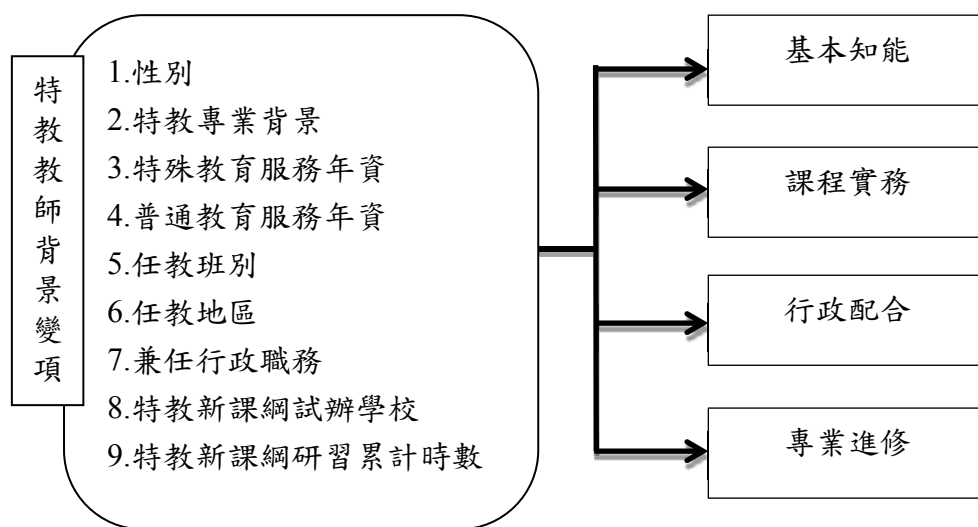 特教教師背景變項
1.性別
2.特教專業背景
3.特殊教育服務年資
4.普通教育服務年資
5.任教班別
6.任教地區
7.兼任行政職務
8.特教新課綱試辦學校
9.特教新課綱研習累計時數
基本知能
課程實務
行政配合
專業進修